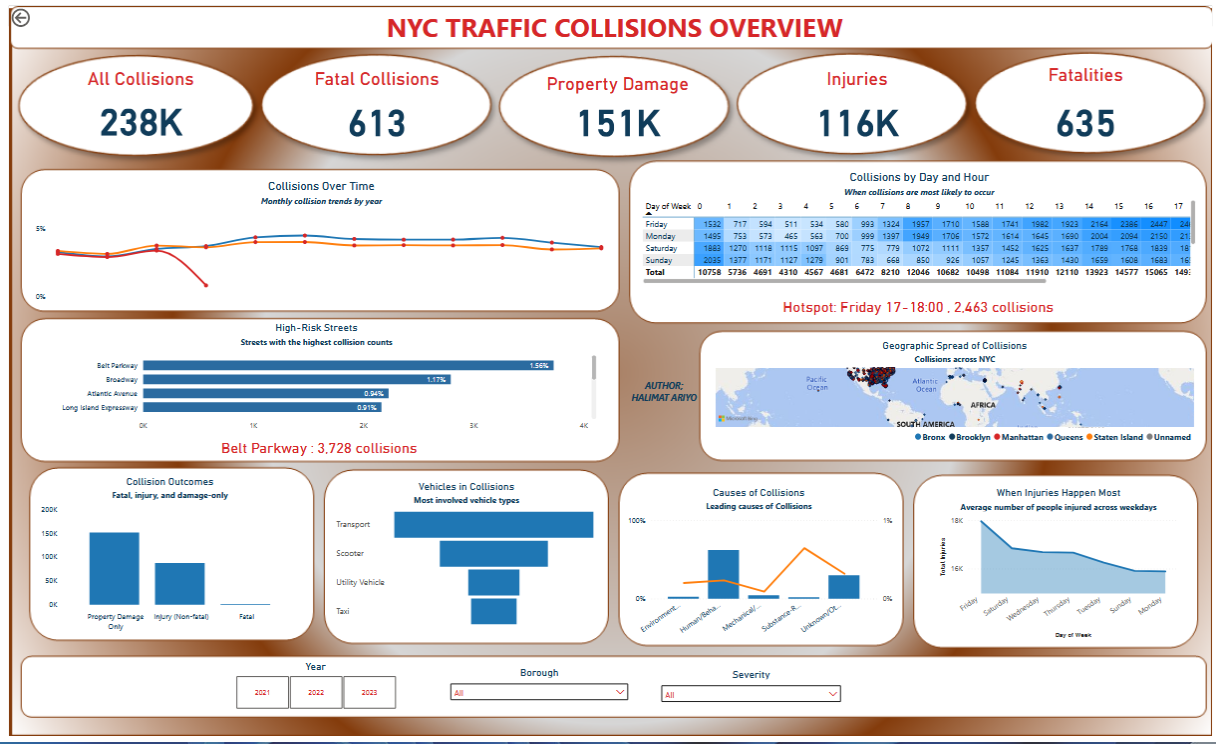 NYC TRAFFIC COLLISIONS OVERVIEW
All Collisions
238K
Fatal Collisions
613
Property Damage
151K
Injuries
116K
Fatalities
635
Collisions Over Time
Monthly collision trends by year
5%
0%
Collisions by Day and Hour
When collisions are most likely to occur
Day of Week 0 1 2 3 4 5 6 7 8 9 10 11 12 13 14 15 16 17
Friday 1532 717 594 511 534 580 993 1324 1957 1710 1588 1741 1982 1923 2164 2386 2447 24
Monday 1495 753 573 465 563 700 999 1397 1949 1706 1572 1614 1645 1690 2004 2094 2150 21
Saturday 1883 1270 1118 1115 1097 869 775 779 1072 1111 1357 1452 1625 1637 1789 1768 1839 18
Sunday 2035 1377 1171 1127 1279 901 783 668 850 926 1057 1245 1363 1430 1659 1608 1683 16
Total 10758 5736 4691 4310 4567 4681 6472 8210 12046 10682 10498 11084 11910 12110 13923 14577 15065 149
Hotspot: Friday 17-18:00 , 2,463 collisions
High-Risk Streets
Streets with the highest collision counts
Belt Parkway 1.56%
Broadway 1.17%
Atlantic Avenue 0.94%
Long Island Expressway 0.91%
0K 1K 2K 3K 4K
Belt Parkway : 3,728 collisions
AUTHOR;
HALIMAT ARIYO
Geographic Spread of Collisions
Collisions across NYC
Pacific
Ocean
Atlantic
Ocean
AFRICA
SOUTH AMERICA
Bronx Brooklyn Manhattan Queens Staten Island Unnamed
Collision Outcomes
Fatal, injury, and damage-only
200K
150K
100K
50K
0K
Property Damage
Only
Injury (Non-fatal)
Fatal
Vehicles in Collisions
Most involved vehicle types
Transport
Scooter
Utility Vehicle
Taxi
Causes of Collisions
Leading causes of Collisions
100% 1%
0% 0%
Environment...
Human/Beha...
Mechanical/...
Substance-R...
Unknown/Ot...
When Injuries Happen Most
Average number of people injured across weekdays
Total Injuries
18K
16K
Friday
Saturday
Wednesday
Thursday
Tuesday
Sunday
Monday
Day of Week
Year
2021 2022 2023
Borough
All
Severity
All